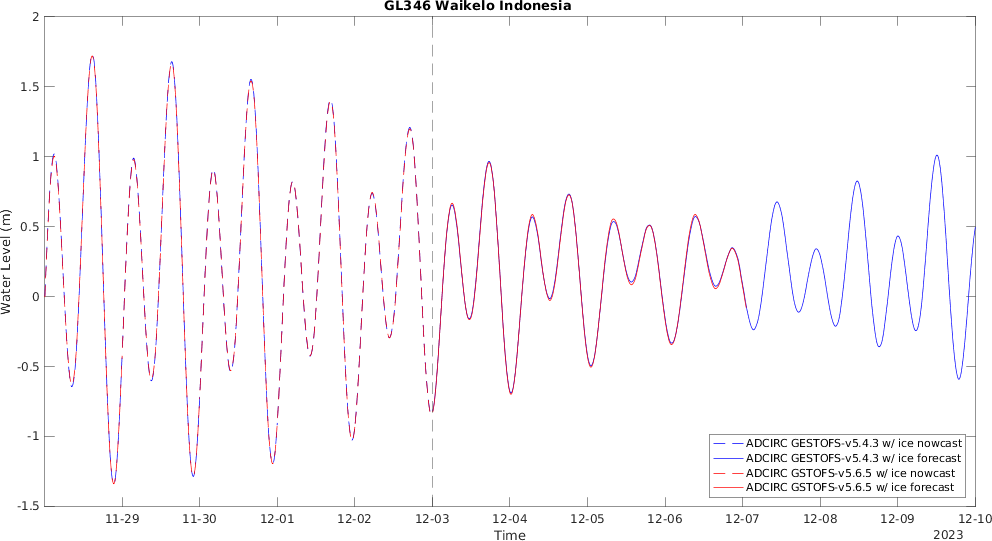 GL346 Waikelo Indonesia
2
1.5
1
0.5
0
-0.5
-1
-1.5
Water Level (m)
ADCIRC GESTOFS-v5.4.3 w/ ice nowcast
ADCIRC GESTOFS-v5.4.3 w/ ice forecast
ADCIRC GSTOFS-v5.6.5 w/ ice nowcast
ADCIRC GSTOFS-v5.6.5 w/ ice forecast
11-29 11-30 12-01 12-02 12-03 12-04 12-05 12-06 12-07 12-08 12-09 12-10
Time
2023